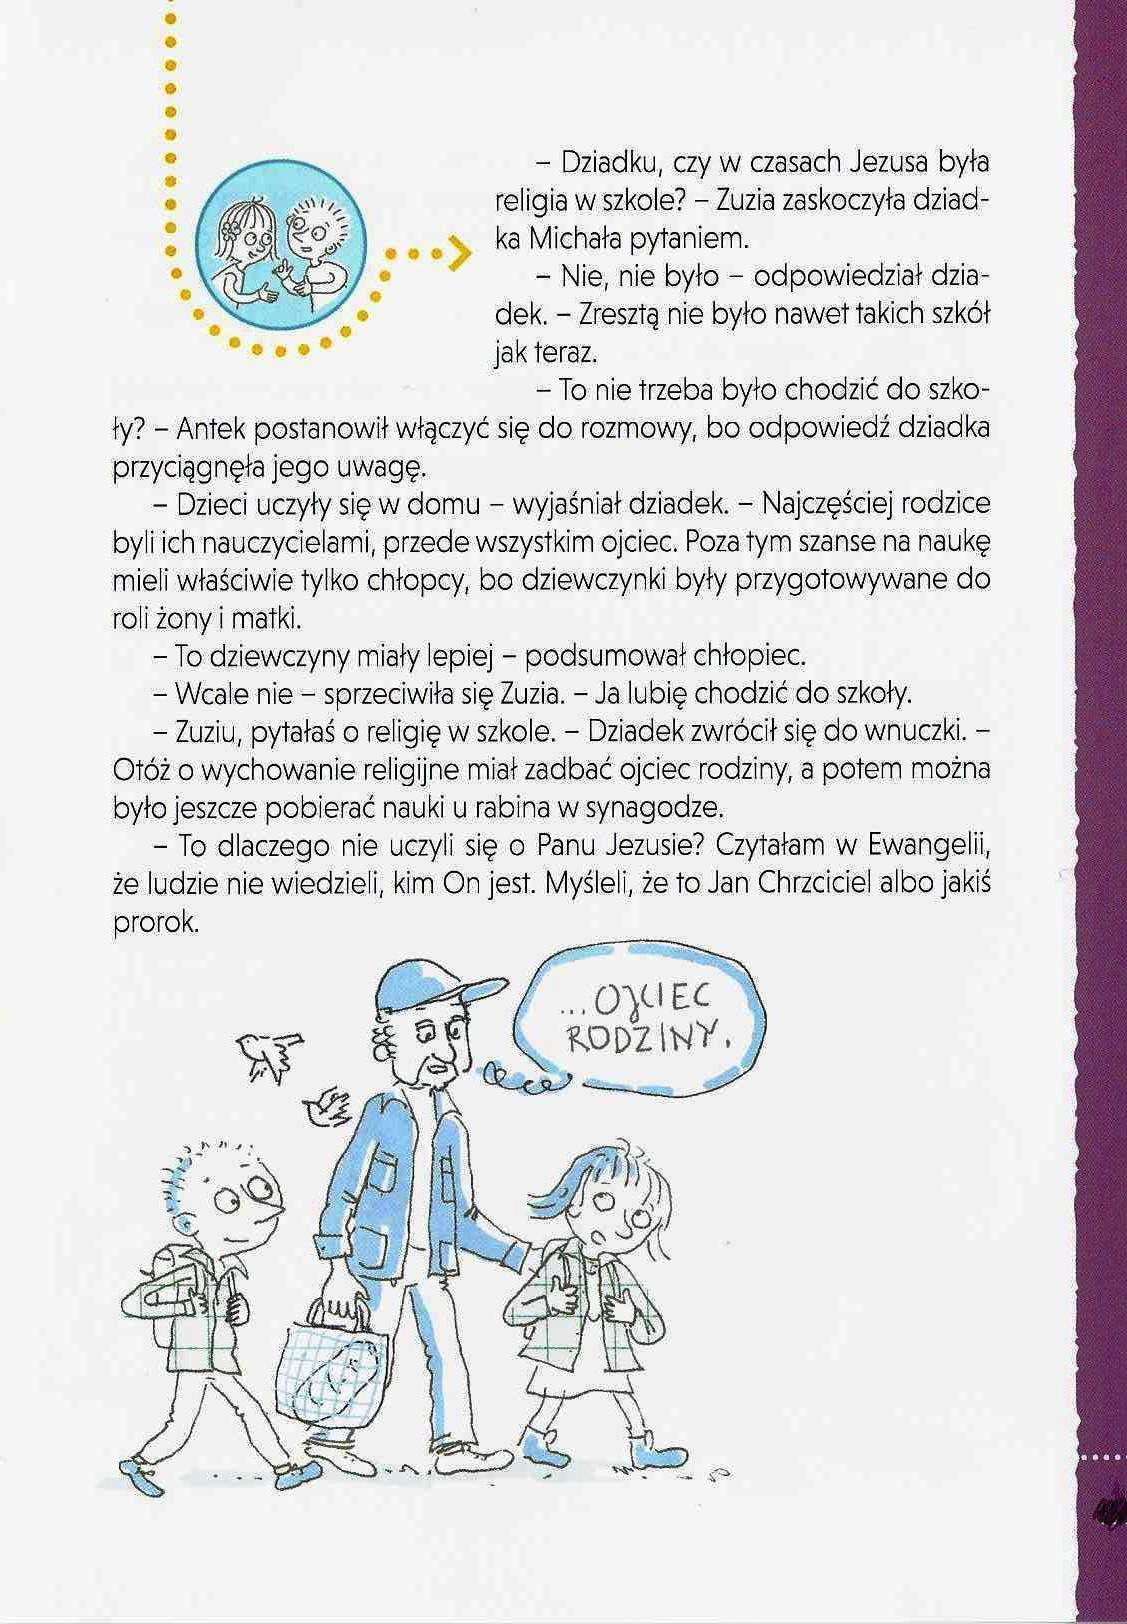 – Dziadku, czy w czasach Jezusa była
religia w szkole? – Zuzia zaskoczyła dziad-
ka Michała pytaniem.
– Nie, nie było – odpowiedział dzia-
dek. – Zresztą nie było nawet takich szkół
jak teraz.
– To nie trzeba było chodzić do szko-
ły? – Antek postanowił włączyć się do rozmowy, bo odpowiedź dziadka
przyciągnęła jego uwagę.
– Dzieci uczyły się w domu – wyjaśniał dziadek. – Najczęściej rodzice
byli ich nauczycielami, przede wszystkim ojciec. Poza tym szanse na naukę
mieli właściwie tylko chłopcy, bo dziewczynki były przygotowywane do
roli żony i matki.
– To dziewczyny miały lepiej – podsumował chłopiec.
– Wcale nie – sprzeciwiła się Zuzia. – Ja lubię chodzić do szkoły.
– Zuziu, pytałaś o religię w szkole. – Dziadek zwrócił się do wnuczki. –
Otóż o wychowanie religijne miał zadbać ojciec rodziny, a potem można
było jeszcze pobierać nauki u rabina w synagodze.
– To dlaczego nie uczyli się o Panu Jezusie? Czytałam w Ewangelii,
że ludzie nie wiedzieli, kim On jest. Myśleli, że to Jan Chrzciciel albo jakiś
prorok.
...OJCIEC
RODZINY.